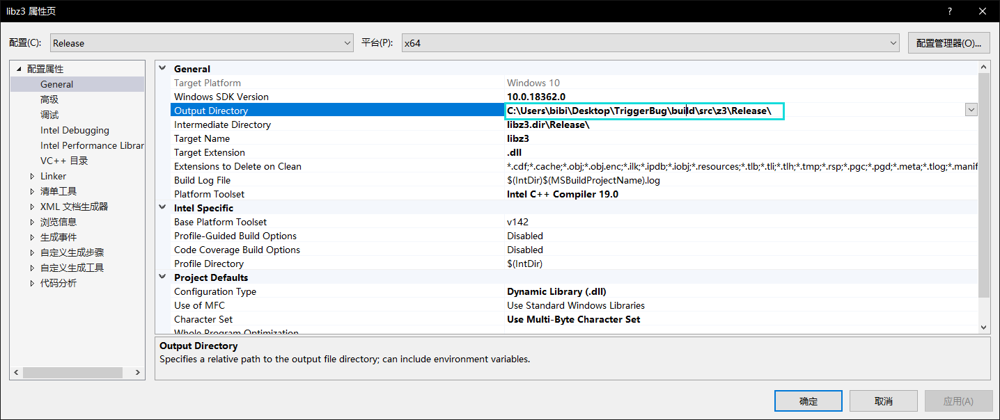 libz3 属性页
?
配置(C):
Release
平台(P):
x64
配置管理器(O)...
配置属性
General
高级
调试
Intel Debugging
Intel Performance Librar
VC++ 目录
Linker
清单工具
XML 文档生成器
浏览信息
生成事件
自定义生成步骤
自定义生成工具
代码分析
General
Target Platform Windows 10
Windows SDK Version 10.0.18362.0
Output Directory C:\Users\bibi\Desktop\TriggerBug\build\src\z3\Release\
Intermediate Directory libz3.dir\Release\
Target Name libz3
Target Extension .dll
Extensions to Delete on Clean *.cdf;*.cache;*.obj;*.obj.enc;*.ilk;*.ipdb;*.iobj;*.resources;*.tlb;*.tli;*.tlh;*.tmp;*.rsp;*.pgc;*.pgd;*.meta;*.tlog;*.manif
Build Log File $(IntDir)$(MSBuildProjectName).log
Platform Toolset Intel C++ Compiler 19.0
Intel Specific
Base Platform Toolset v142
Profile-Guided Build Options Disabled
Code Coverage Build Options Disabled
Profile Directory $(IntDir)
Project Defaults
Configuration Type Dynamic Library (.dll)
Use of MFC Use Standard Windows Libraries
Character Set Use Multi-Byte Character Set
Whole Program Optimization
Output Directory
Specifies a relative path to the output file directory; can include environment variables.
确定
取消
应用(A)